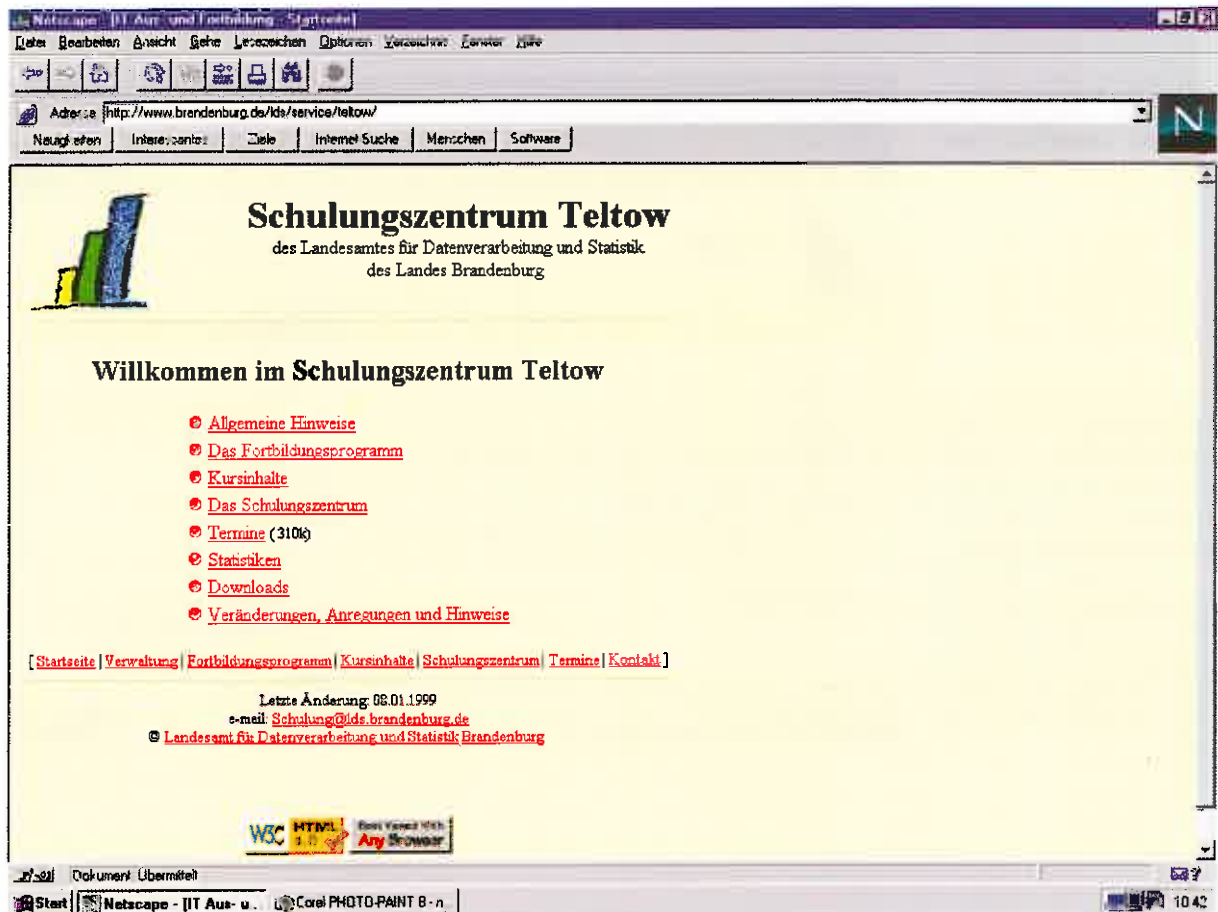 Netscape - [IT Aus- und Fortbildung - Startseite]
Datei Bearbeiten Ansicht Gehe Lesezeichen Optionen Verzeichnis Fenster Hilfe
Adresse http://www.brandenburg.de/lds/service/teltow/
N
Neuigkeiten Interessantes Ziele Internet Suche Menschen Software
Schulungszentrum Teltow
des Landesamtes für Datenverarbeitung und Statistik
des Landes Brandenburg
Willkommen im Schulungszentrum Teltow
Allgemeine Hinweise
Das Fortbildungsprogramm
Kursinhalte
Das Schulungszentrum
Termine (310k)
Statistiken
Downloads
Veränderungen, Anregungen und Hinweise
[ Startseite | Verwaltung | Fortbildungsprogramm | Kursinhalte | Schulungszentrum | Termine | Kontakt ]
Letzte Änderung: 08.01.1999
e-mail: Schulung@lds.brandenburg.de
© Landesamt für Datenverarbeitung und Statistik Brandenburg
W3C HTML Best Viewed With
Any Browser
Dokument: Übermittelt
Start Netscape - [IT Aus- u... Corel PHOTO-PAINT 8 - n... 10:42